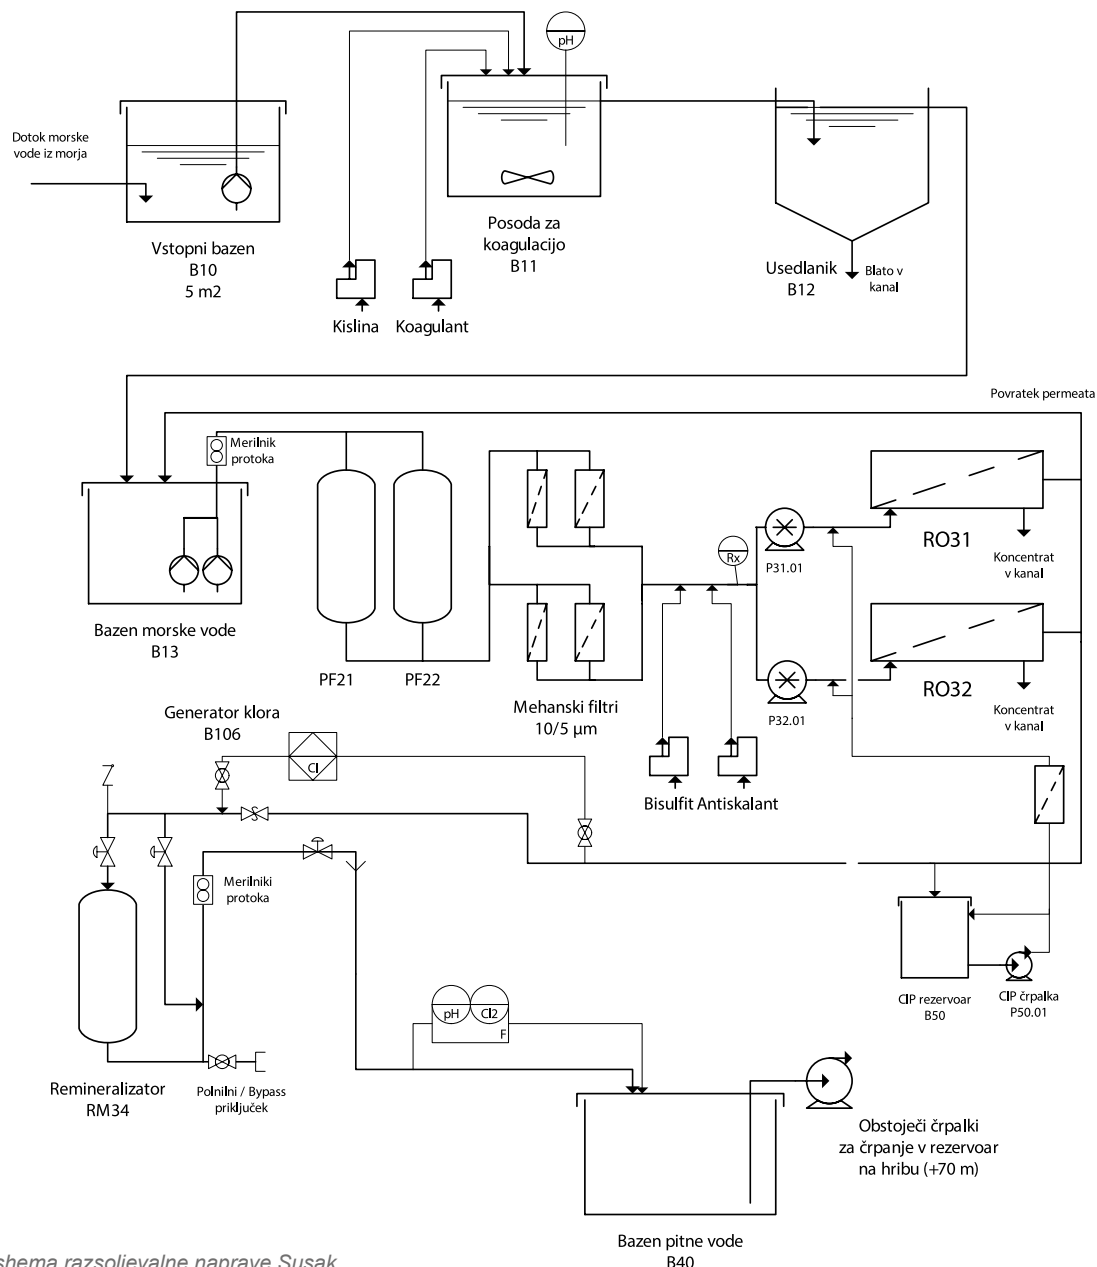 pH
Dotok morske
vode iz morja
Vstopni bazen
B10
5 m2
Posoda za
koagulacijo
B11
Usedlanik
B12
Blato v
kanal
Kislina
Koagulant
Povratek permeata
Merilnik
protoka
Bazen morske vode
B13
PF21
PF22
Mehanski filtri
10/5 µm
Rx
P31.01
RO31
Koncentrat
v kanal
P32.01
RO32
Koncentrat
v kanal
Generator klora
B106
Cl
Bisulfit
Antiskalant
Merilniki
protoka
CIP rezervoar
B50
CIP črpalka
P50.01
pH
Cl2
F
Remineralizator
RM34
Polnilni / Bypass
priključek
Obstoječi črpalki
za črpanje v rezervoar
na hribu (+70 m)
Bazen pitne vode
B40
shema razsoljevalne naprave Susak